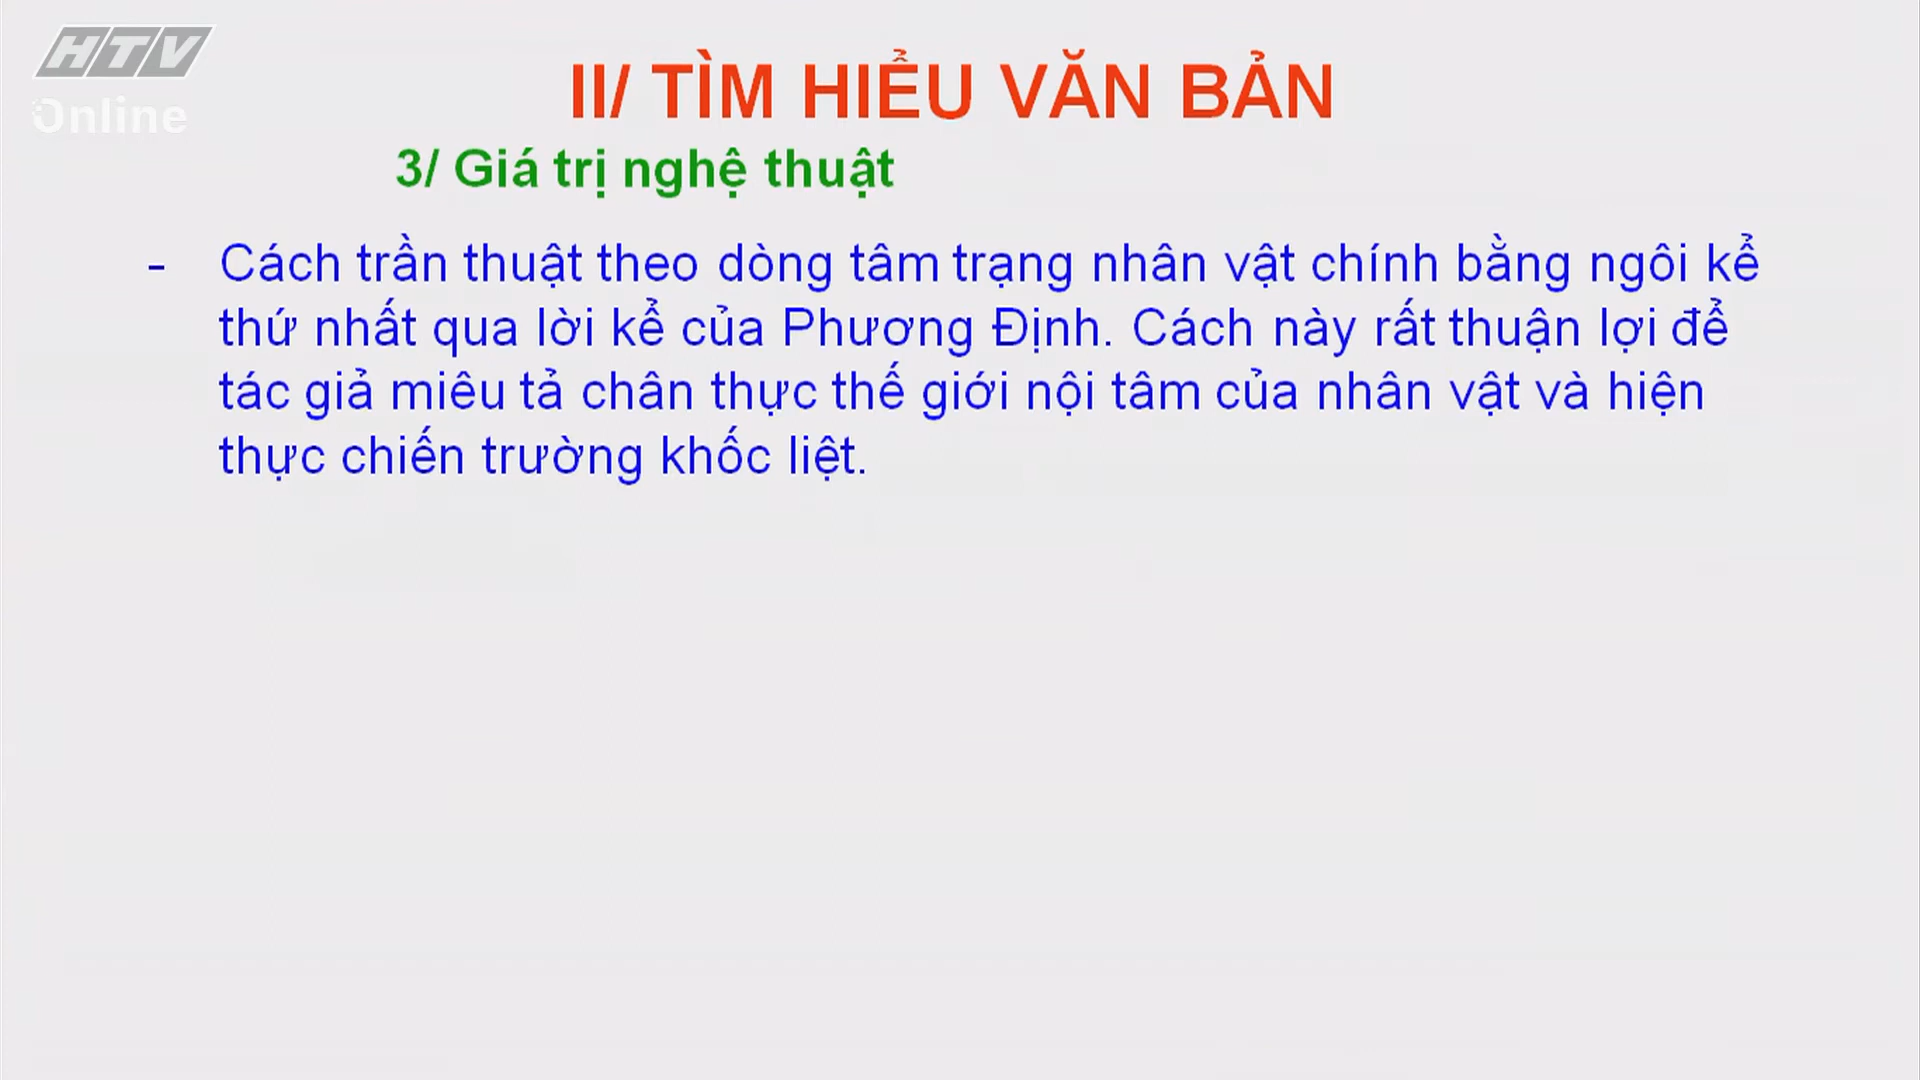 HTV
Online
II/ TÌM HIỂU VĂN BẢN
3/ Giá trị nghệ thuật
- Cách trần thuật theo dòng tâm trạng nhân vật chính bằng ngôi kể
thứ nhất qua lời kể của Phương Định. Cách này rất thuận lợi để
tác giả miêu tả chân thực thế giới nội tâm của nhân vật và hiện
thực chiến trường khốc liệt.